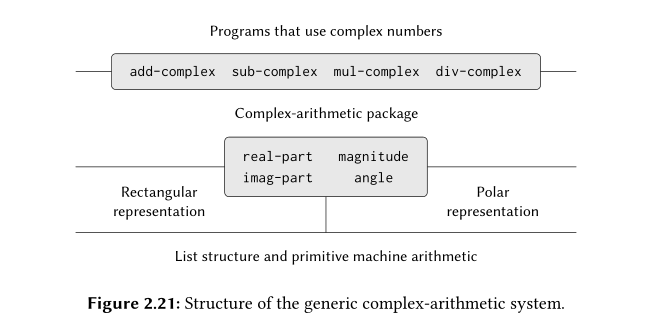 Programs that use complex numbers
add-complex sub-complex mul-complex div-complex
Complex-arithmetic package
real-part magnitude
imag-part angle
Rectangular
representation
Polar
representation
List structure and primitive machine arithmetic
Figure 2.21: Structure of the generic complex-arithmetic system.